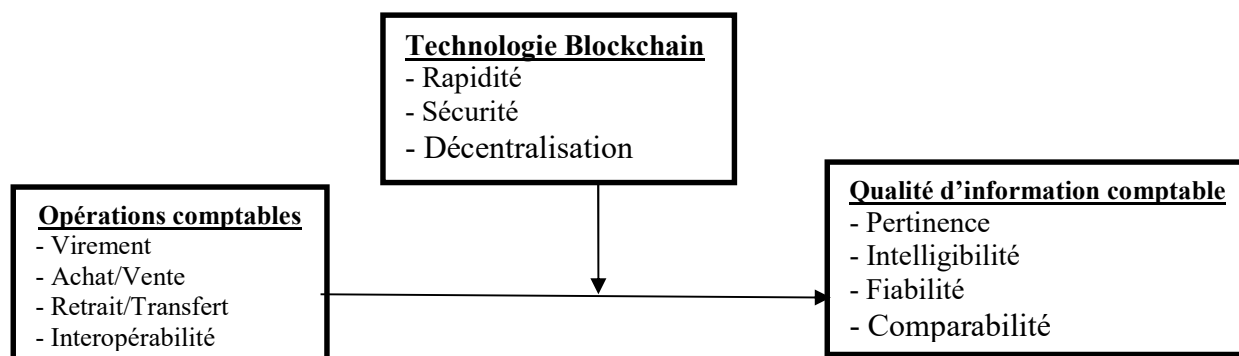 Technologie Blockchain
- Rapidité
- Sécurité
- Décentralisation
Opérations comptables
- Virement
- Achat/Vente
- Retrait/Transfert
- Interopérabilité
Qualité d’information comptable
- Pertinence
- Intelligibilité
- Fiabilité
- Comparabilité